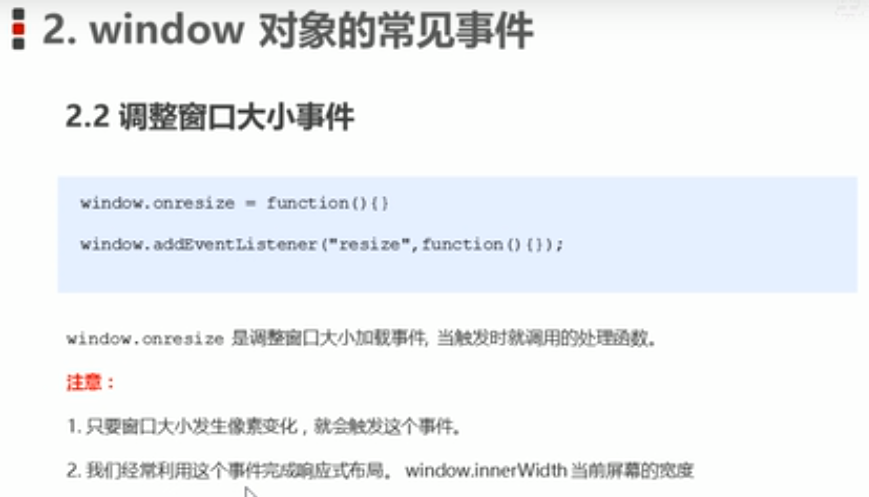 2. window 对象的常见事件
2.2 调整窗口大小事件
window.onresize = function(){}
window.addEventListener("resize",function(){});
window.onresize 是调整窗口大小加载事件, 当触发时就调用的处理函数。
注意：
1. 只要窗口大小发生像素变化，就会触发这个事件。
2. 我们经常利用这个事件完成响应式布局。 window.innerWidth 当前屏幕的宽度